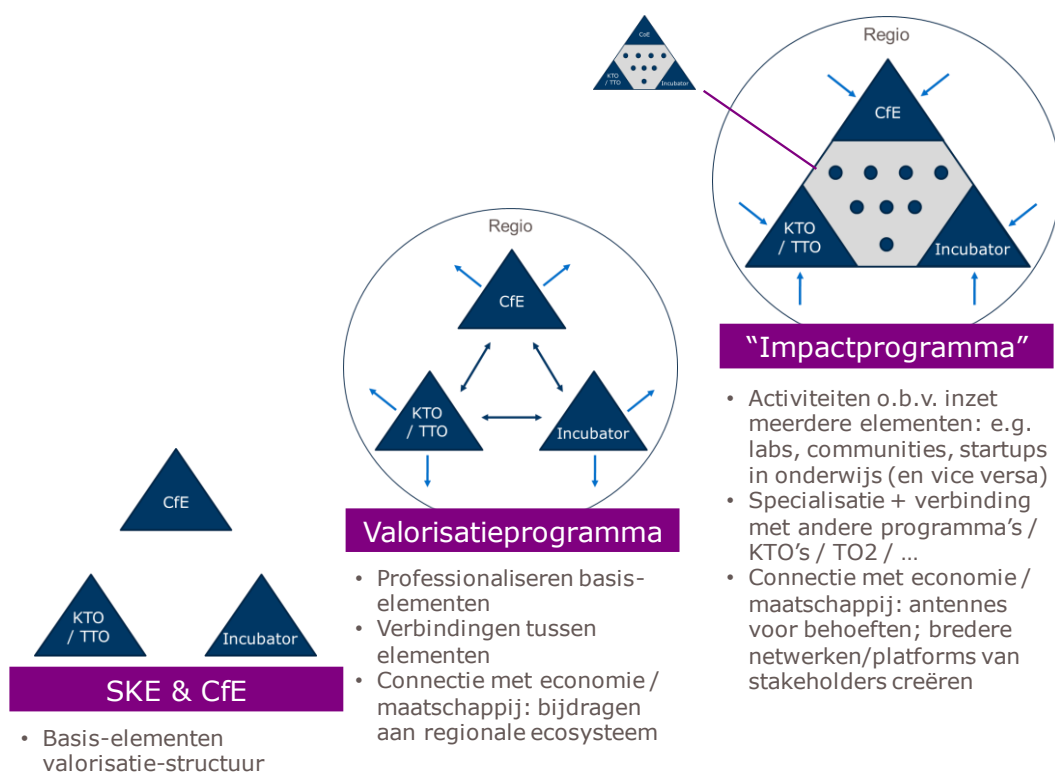 CoE
KTO
/ TTO
Incubator
Regio
CfE
KTO
/ TTO
Incubator
“Impactprogramma”
• Activiteiten o.b.v. inzet
meerdere elementen: e.g.
labs, communities, startups
in onderwijs (en vice versa)
• Specialisatie + verbinding
met andere programma’s /
KTO’s / TO2 / …
• Connectie met economie /
maatschappij: antennes
voor behoeften; bredere
netwerken/platforms van
stakeholders creëren
Regio
CfE
KTO
/ TTO
Incubator
Valorisatieprogramma
• Professionaliseren basis-
elementen
• Verbindingen tussen
elementen
• Connectie met economie /
maatschappij: bijdragen
aan regionale ecosysteem
CfE
KTO
/ TTO
Incubator
SKE & CfE
• Basis-elementen
valorisatie-structuur